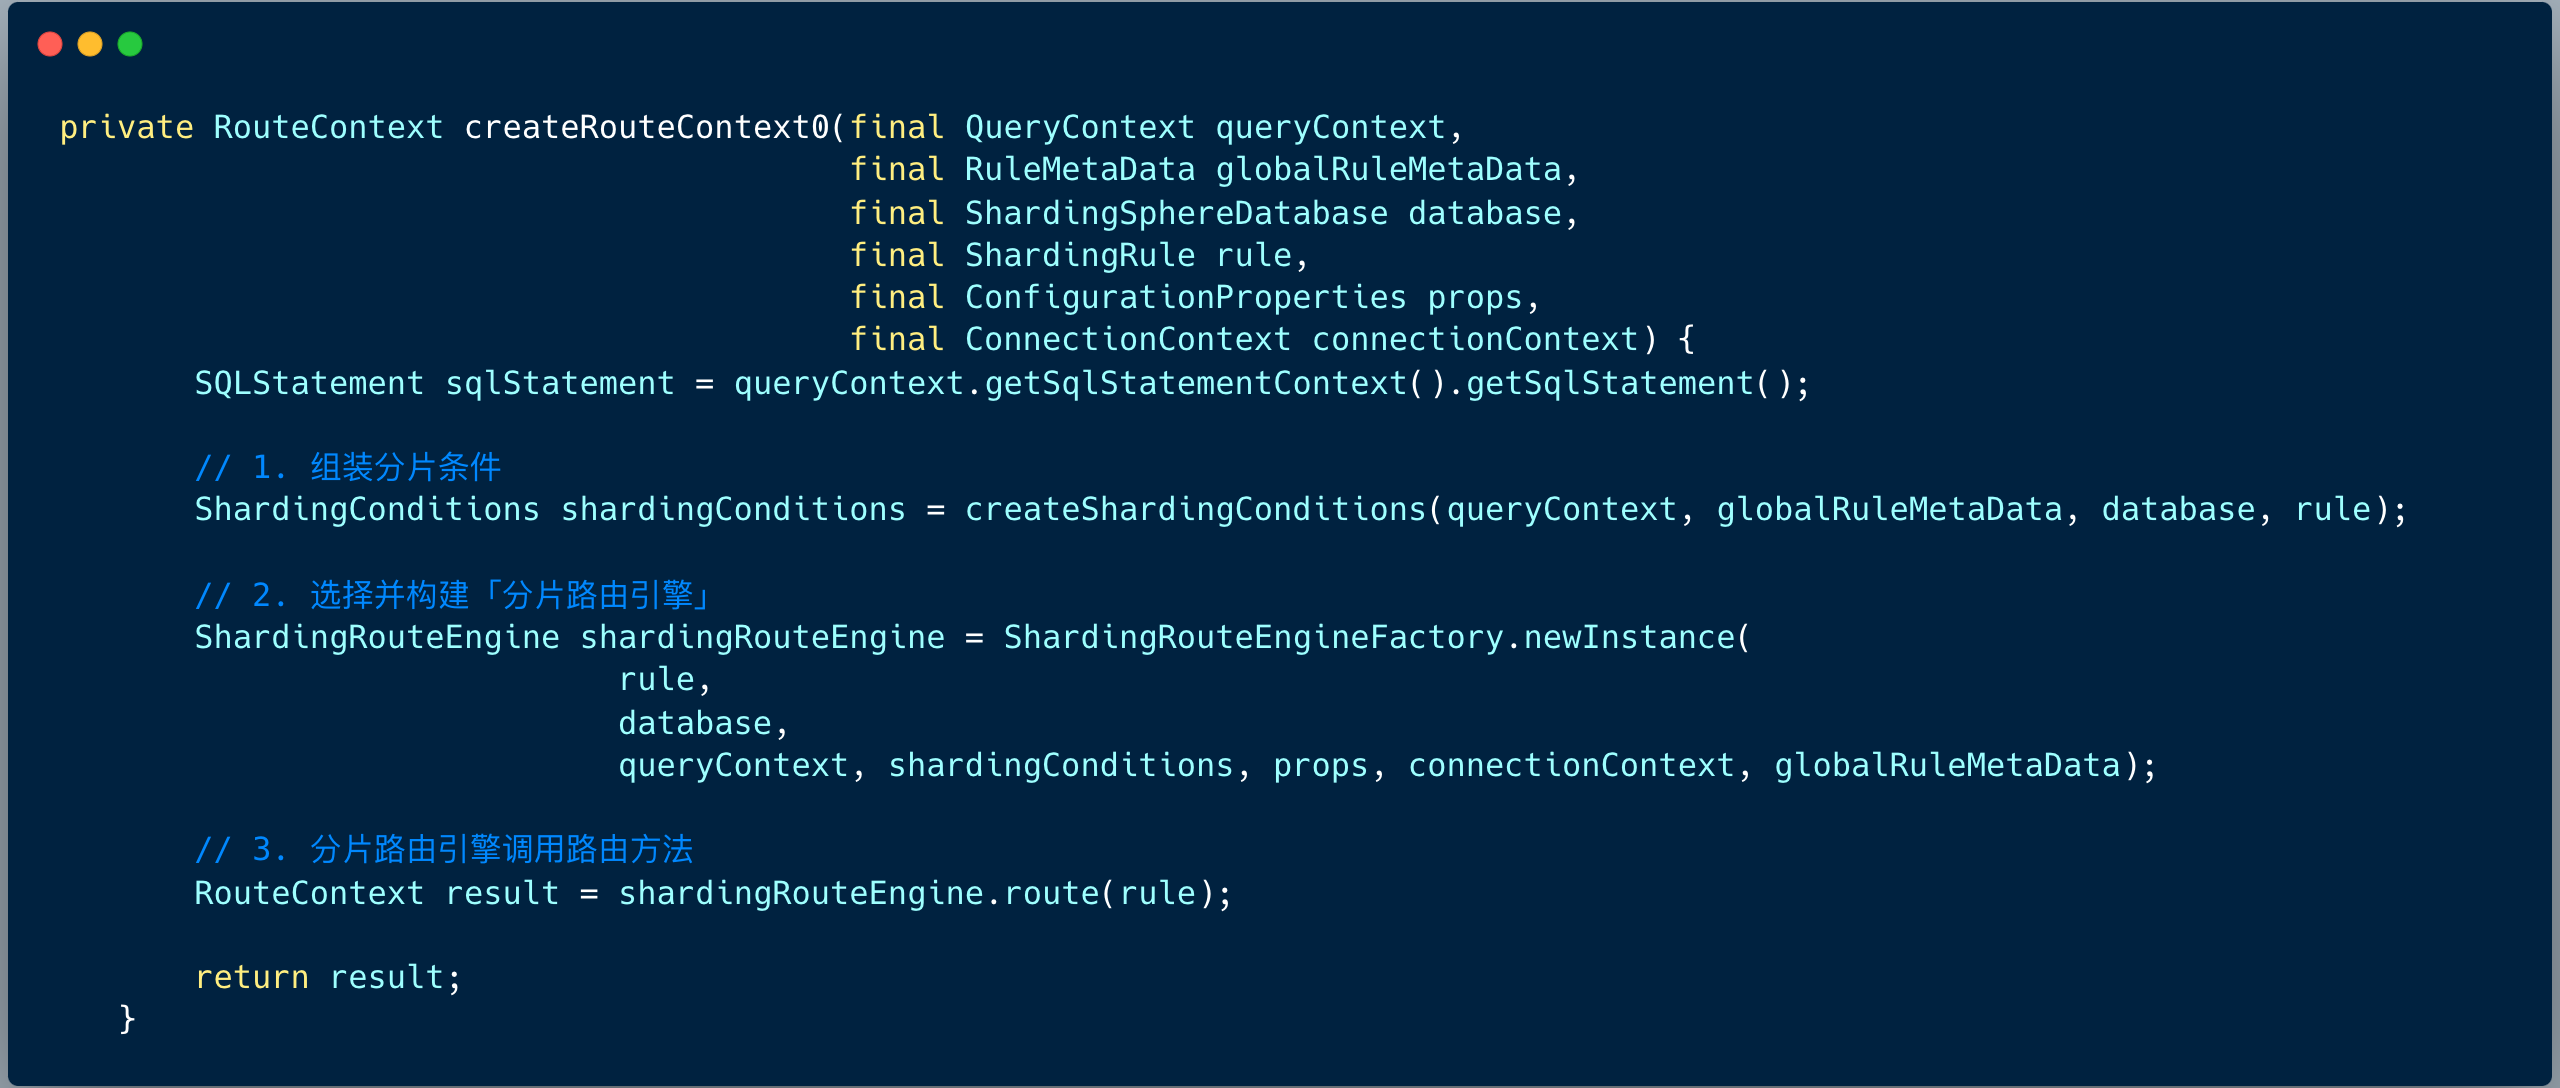 private RouteContext createRouteContext0(final QueryContext queryContext,
final RuleMetaData globalRuleMetaData,
final ShardingSphereDatabase database,
final ShardingRule rule,
final ConfigurationProperties props,
final ConnectionContext connectionContext) {
SQLStatement sqlStatement = queryContext.getSqlStatementContext().getSqlStatement();
// 1. 组装分片条件
ShardingConditions shardingConditions = createShardingConditions(queryContext, globalRuleMetaData, database, rule);
// 2. 选择并构建「分片路由引擎」
ShardingRouteEngine shardingRouteEngine = ShardingRouteEngineFactory.newInstance(
rule,
database,
queryContext, shardingConditions, props, connectionContext, globalRuleMetaData);
// 3. 分片路由引擎调用路由方法
RouteContext result = shardingRouteEngine.route(rule);
return result;
}